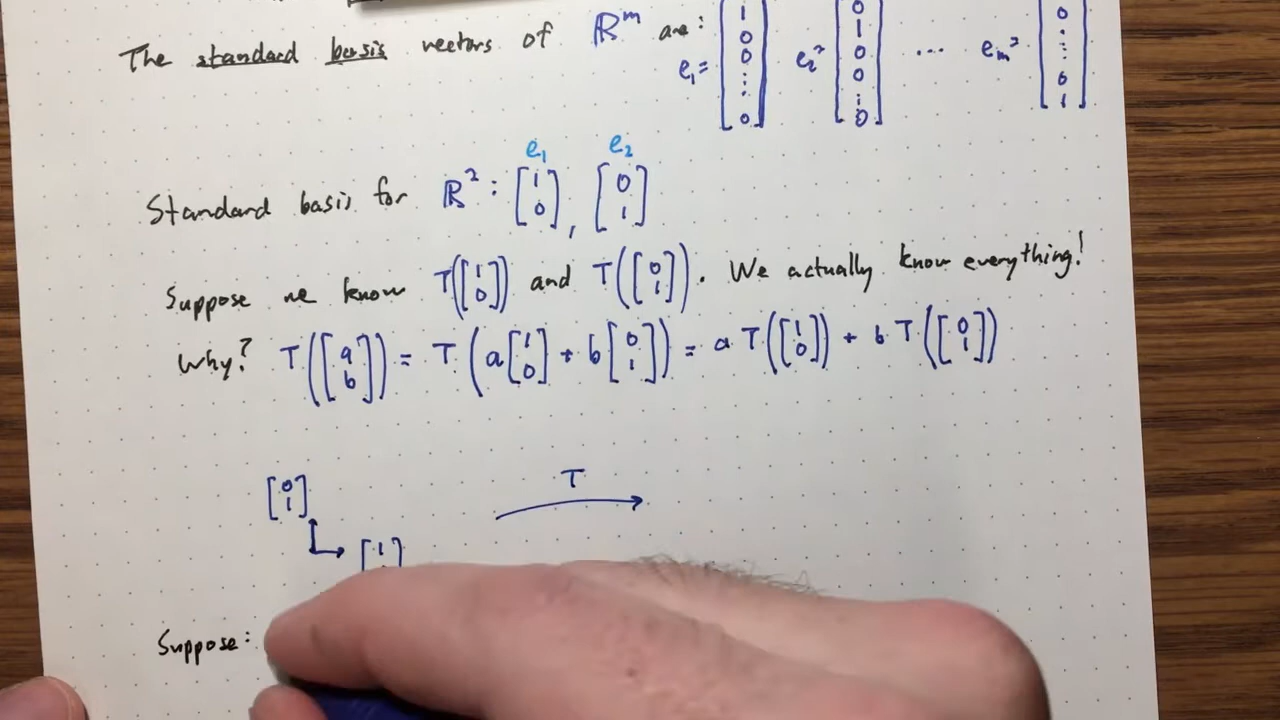 The standard basis vectors of ℝᵐ are: e₁ = [1 0 0 ⋮ 0] e₂ = [0 1 0 0 ⋮ 0] ⋯ eₘ = [0 ⋮ 0 1]
e₁ e₂
Standard basis for ℝ²: [1 0], [0 1]
Suppose we know T([1 0]) and T([0 1]). We actually know everything!
Why? T([a b]) = T(a[1 0] + b[0 1]) = a T([1 0]) + b T([0 1])
T
[0 1]
[1
Suppose: